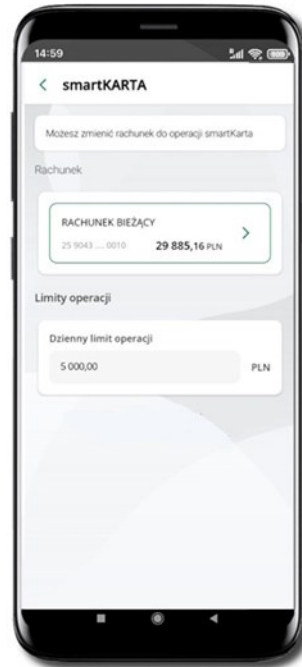 14:59
smartKARTA
Możesz zmienić rachunek do operacji smartKarta
Rachunek
RACHUNEK BIEŻĄCY
25 9043 .... 0010 29 885,16 PLN
Limity operacji
Dzienny limit operacji
5 000,00 PLN